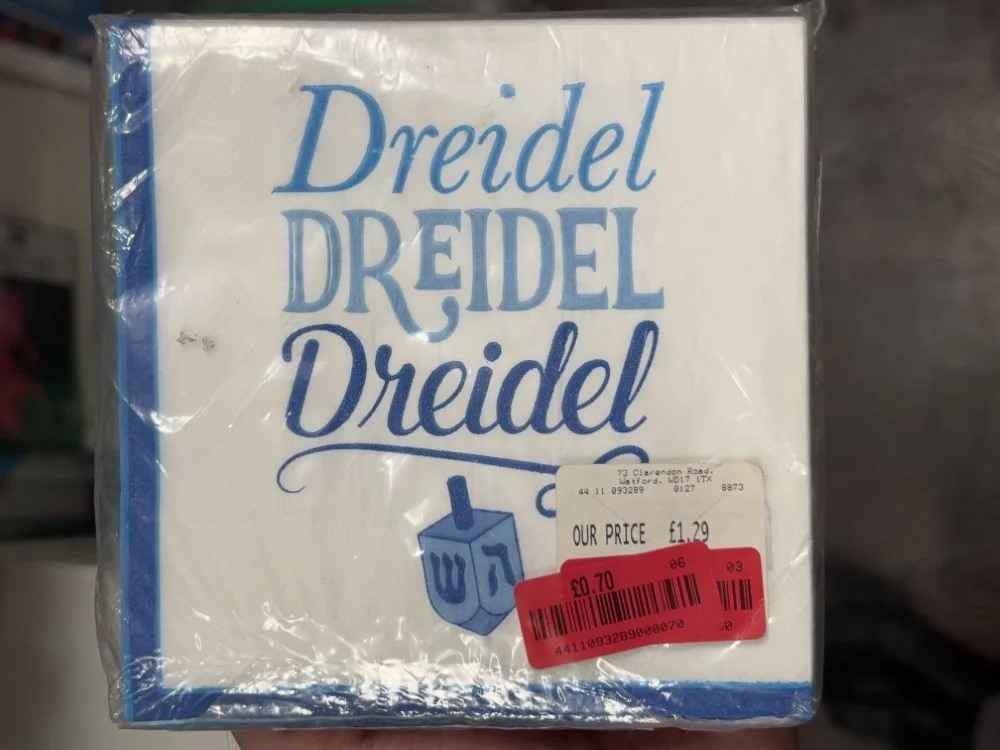 Dreidel
DREIDEL
Dreidel
ש ה
73 Clarendon Road.
Watford. WD17 1TX
44 11 093289 0127 8873
OUR PRICE £1.29
£0.70 06 03
4411093289000070